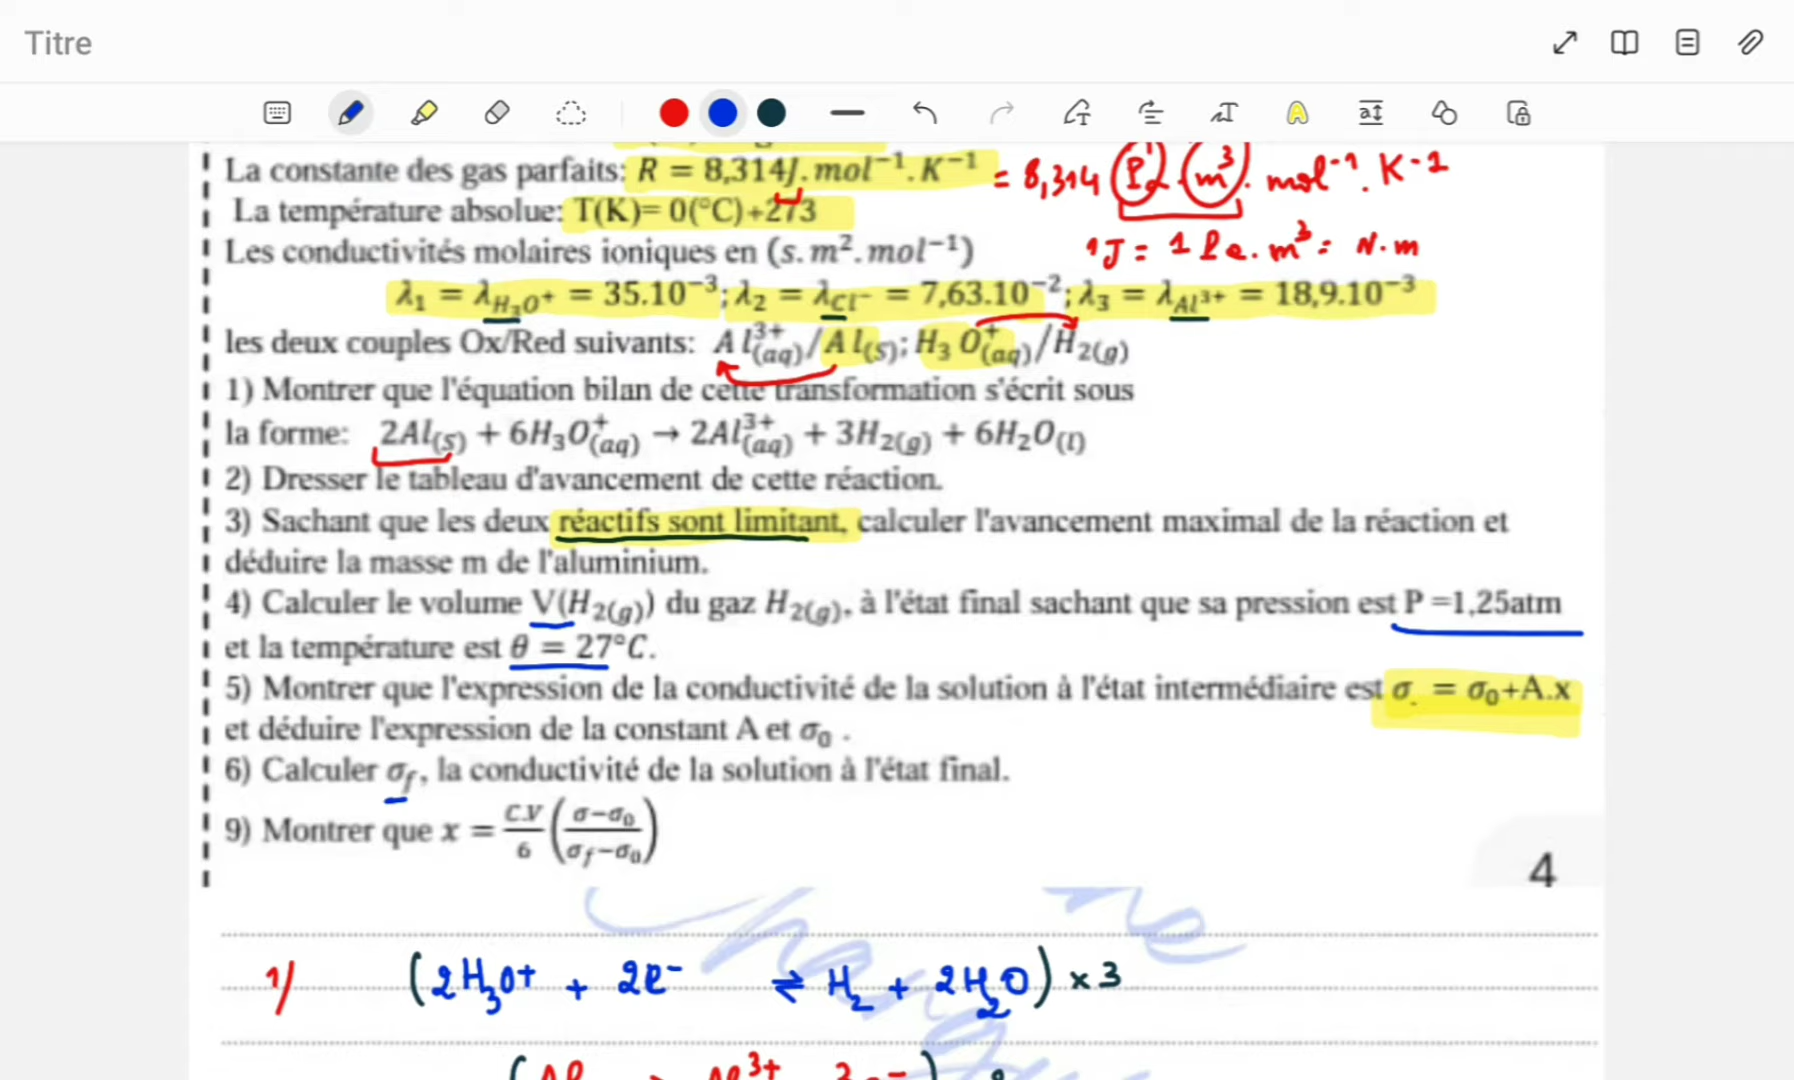 Titre
La constante des gas parfaits: R = 8,314J.mol⁻¹.K⁻¹ = 8,314 Pa.m³.mol⁻¹.K-1
La température absolue: T(K)= 0(°C)+273
1J = 1 Pa.m³ = N.m
Les conductivités molaires ioniques en (s.m².mol⁻¹)
λ₁ = λ_H₃O⁺ = 35.10⁻³; λ₂ = λ_Cl⁻ = 7,63.10⁻²; λ₃ = λ_Al³⁺ = 18,9.10⁻³
les deux couples Ox/Red suivants: Al³⁺(aq)/Al(S); H₃O⁺(aq)/H₂(g)
1) Montrer que l'équation bilan de cette transformation s'écrit sous
la forme: 2Al(S) + 6H₃O⁺(aq) → 2Al³⁺(aq) + 3H₂(g) + 6H₂O(l)
2) Dresser le tableau d'avancement de cette réaction.
3) Sachant que les deux réactifs sont limitant, calculer l'avancement maximal de la réaction et
déduire la masse m de l'aluminium.
4) Calculer le volume V(H₂(g)) du gaz H₂(g), à l'état final sachant que sa pression est P =1,25atm
et la température est θ = 27°C.
5) Montrer que l'expression de la conductivité de la solution à l'état intermédiaire est σ = σ₀+A.x
et déduire l'expression de la constant A et σ₀ .
6) Calculer σf, la conductivité de la solution à l'état final.
9) Montrer que x = C.V/6 (σ−σ₀/σf−σ₀)
4
1/ (2H₃O+ + 2e⁻ ⇌ H₂ + 2H₂O) × 3